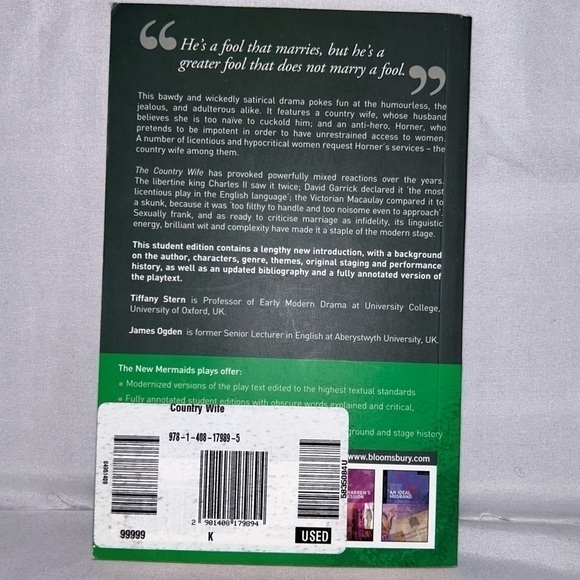 “ He's a fool that marries, but he's a
greater fool that does not marry a fool. ”
This bawdy and wickedly satirical drama pokes fun at the humourless, the
jealous, and adulterous alike. It features a country wife, whose husband
believes she is too naïve to cuckold him; and an anti-hero, Horner, who
pretends to be impotent in order to have unrestrained access to women.
A number of licentious and hypocritical women request Horner's services – the
country wife among them.
The Country Wife has provoked powerfully mixed reactions over the years.
The libertine king Charles II saw it twice; David Garrick declared it 'the most
licentious play in the English language'; the Victorian Macaulay compared it to
a skunk, because it was 'too filthy to handle and too noisome even to approach'.
Sexually frank, and as ready to criticise marriage as infidelity, its linguistic
energy, brilliant wit and complexity have made it a staple of the modern stage.
This student edition contains a lengthy new introduction, with a background
on the author, characters, genre, themes, original staging and performance
history, as well as an updated bibliography and a fully annotated version of
the playtext.
Tiffany Stern is Professor of Early Modern Drama at University College,
University of Oxford, UK.
James Ogden is former Senior Lecturer in English at Aberystwyth University, UK.
The New Mermaids plays offer:
• Modernized versions of the play text edited to the highest textual standards
• Fully annotated student editions with obscure words explained and critical,
ground and stage history
www.bloomsbury.com
Country Wife
978-1-408-17989-5
04051408
5835084U
2 901408 179894
99999
K
USED
WARREN'S
AN IDEAL
HUSBAND